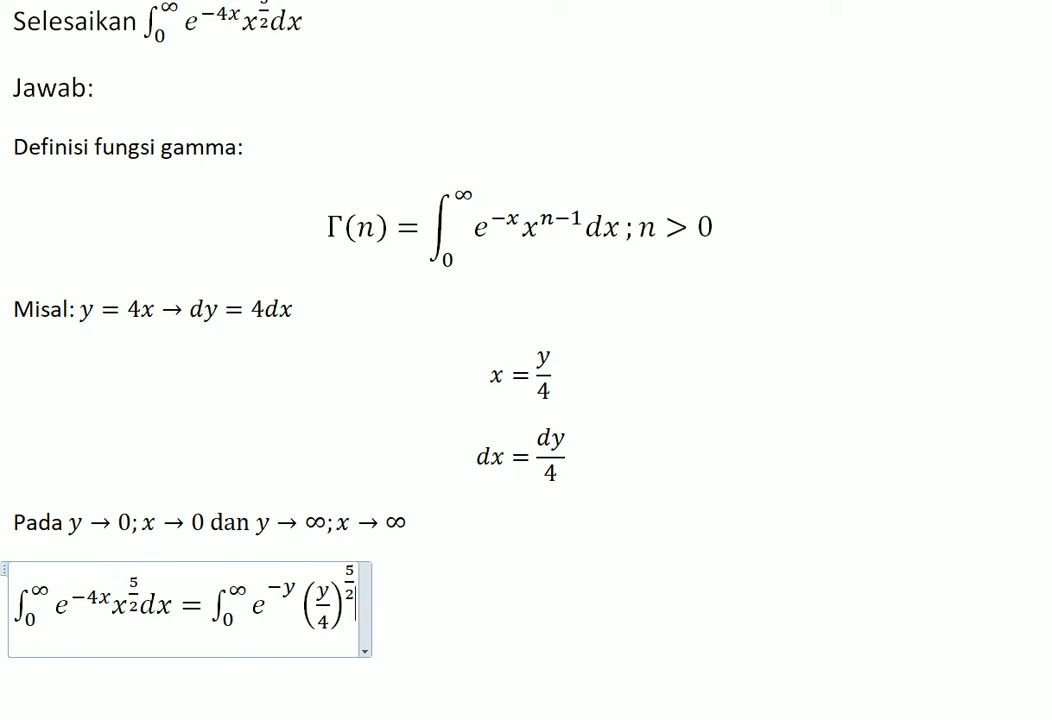 Selesaikan ∫₀^∞ e^{−4x} x^{5/2} dx
Jawab:
Definisi fungsi gamma:
Γ(n) = ∫₀^∞ e^{−x} x^{n−1} dx ; n > 0
Misal: y = 4x → dy = 4dx
x = y/4
dx = dy/4
Pada y → 0; x → 0 dan y → ∞; x → ∞
∫₀^∞ e^{−4x} x^{5/2} dx = ∫₀^∞ e^{−y} (y/4)^{5/2}